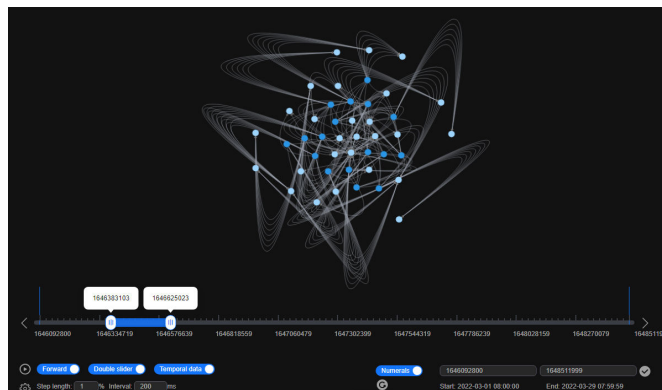 1646383103 1646625023
1646092800 1646334719 1646576639 1646818559 1647060479 1647302399 1647544319 1647786239 1648028159 1648270079 16485119
Forward Double slider Temporal data Numerals 1646092800 1648511999
Step length: 1 % Interval: 200 ms Start: 2022-03-01 08:00:00 End: 2022-03-29 07:59:59